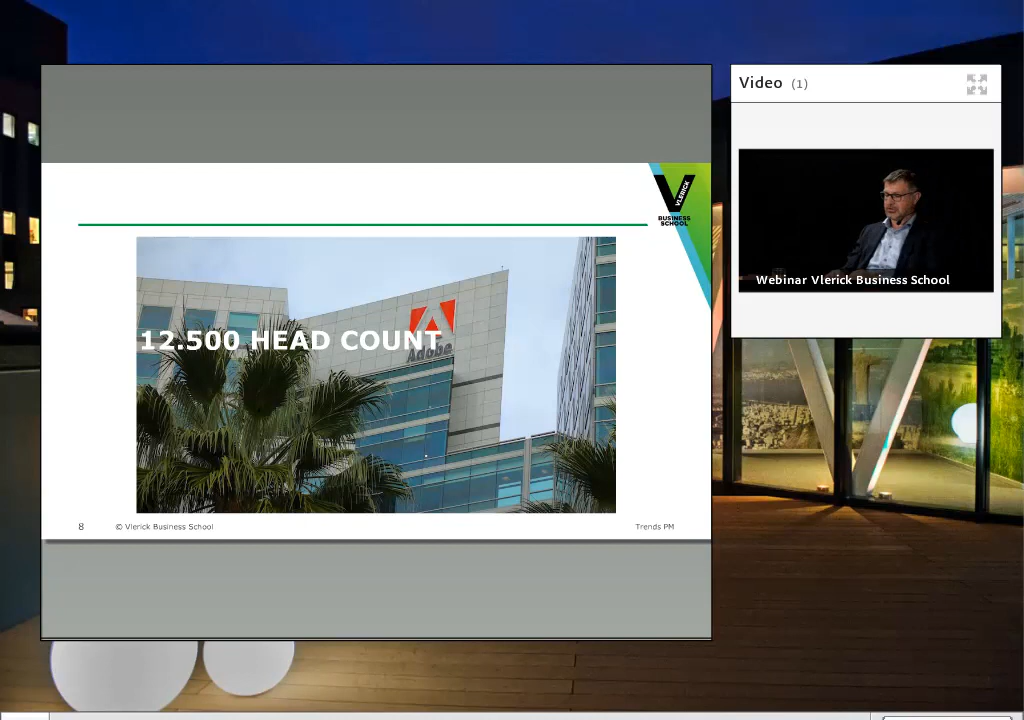 Video (1)
VLERICK
BUSINESS
SCHOOL
12.500 HEAD COUNT
Adobe
Webinar Vlerick Business School
8 © Vlerick Business School Trends PM